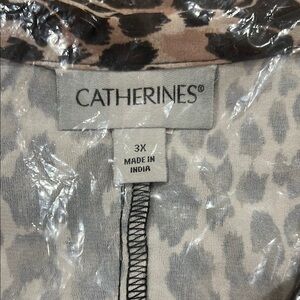 CATHERINES®
3X
MADE IN
INDIA